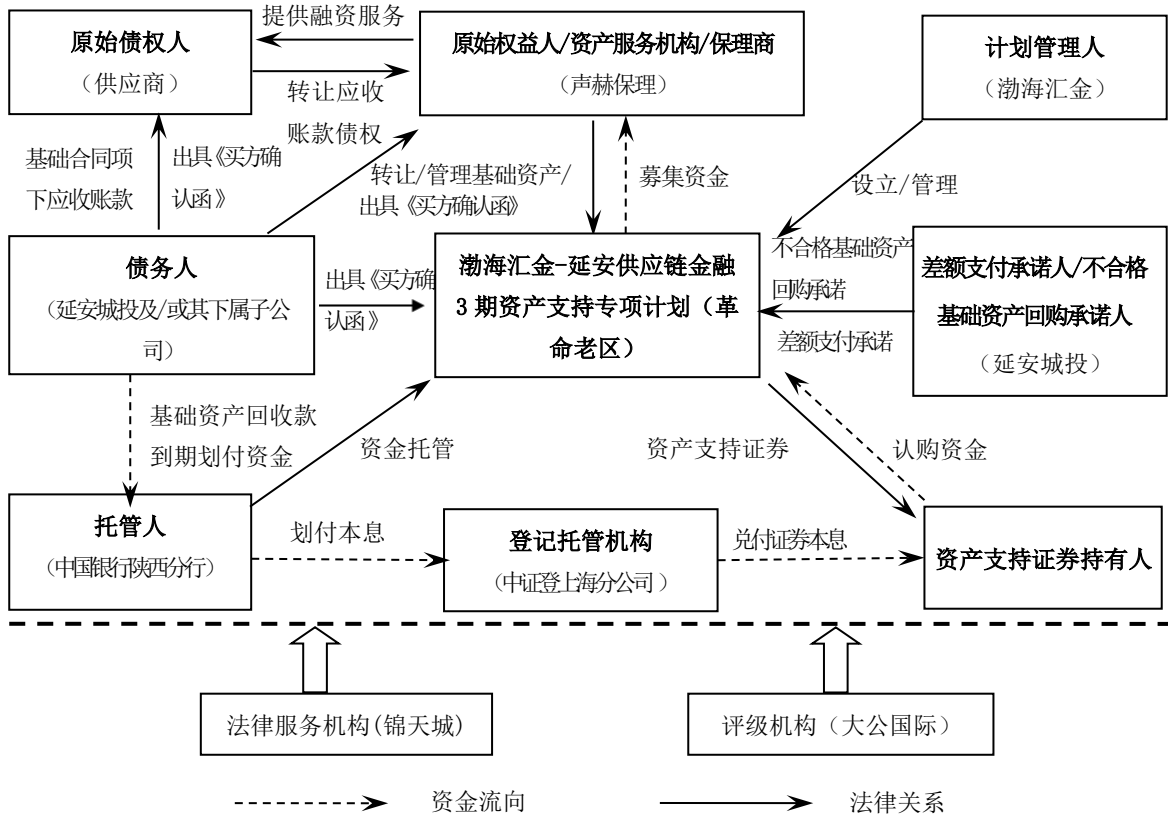 提供融资服务
原始债权人
（供应商）
原始权益人/资产服务机构/保理商
（声赫保理）
计划管理人
（渤海汇金）
转让应收
账款债权
基础合同项
下应收账款
出具《买方确
认函》
转让/管理基础资产/
出具《买方确认函》
募集资金
设立/管理
债务人
（延安城投及/或其下属子公
司）
出具《买方确
认函》
渤海汇金-延安供应链金融
3 期资产支持专项计划（革
命老区）
不合格基础资产
回购承诺
差额支付承诺
差额支付承诺人/不合格
基础资产回购承诺人
（延安城投）
基础资产回收款
到期划付资金
资金托管
资产支持证券
认购资金
托管人
（中国银行陕西分行）
划付本息
登记托管机构
（中证登上海分公司）
兑付证券本息
资产支持证券持有人
法律服务机构(锦天城)
评级机构（大公国际）
资金流向
法律关系